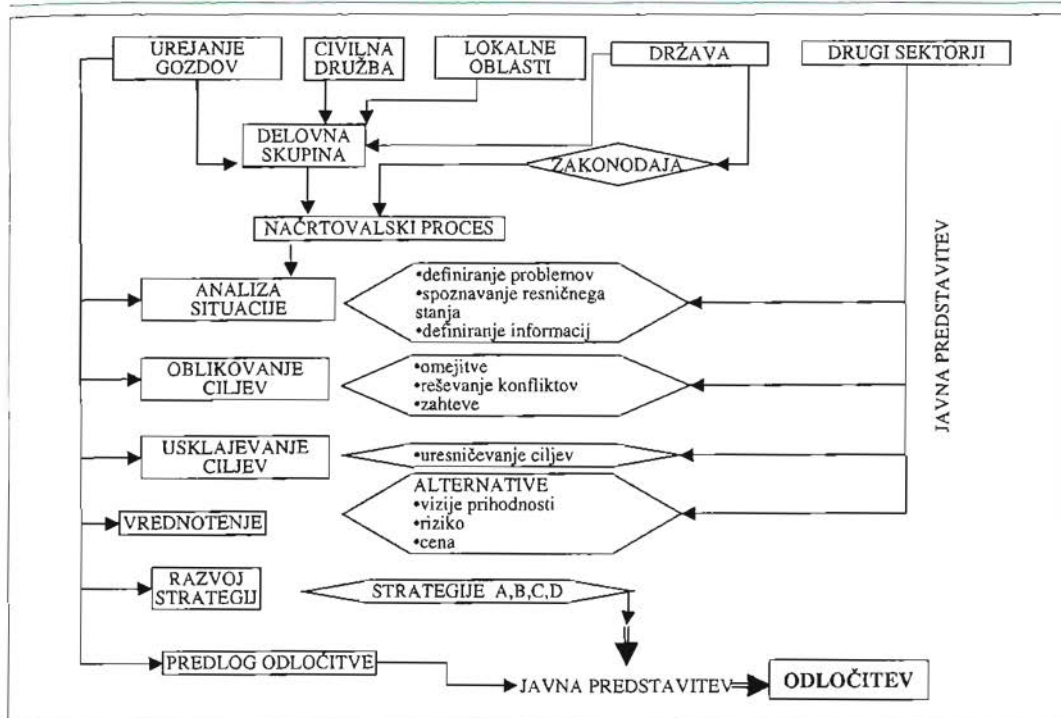 UREJANJE
GOZDOV
CIVILNA
DRUŽBA
LOKALNE
OBLASTI
DRŽAVA
DRUGI SEKTORJI
DELOVNA
SKUPINA
ZAKONODAJA
NAČRTOVALSKI PROCES
ANALIZA
SITUACIJE
•definiranje problemov
•spoznavanje resničnega
stanja
•definiranje informacij
JAVNA PREDSTAVITEV
OBLIKOVANJE
CILJEV
•omejitve
•reševanje konfliktov
•zahteve
USKLAJEVANJE
CILJEV
•uresničevanje ciljev
VREDNOTENJE
ALTERNATIVE
•vizije prihodnosti
•riziko
•cena
RAZVOJ
STRATEGIJ
STRATEGIJE A,B,C,D
PREDLOG ODLOČITVE
JAVNA PREDSTAVITEV
ODLOČITEV